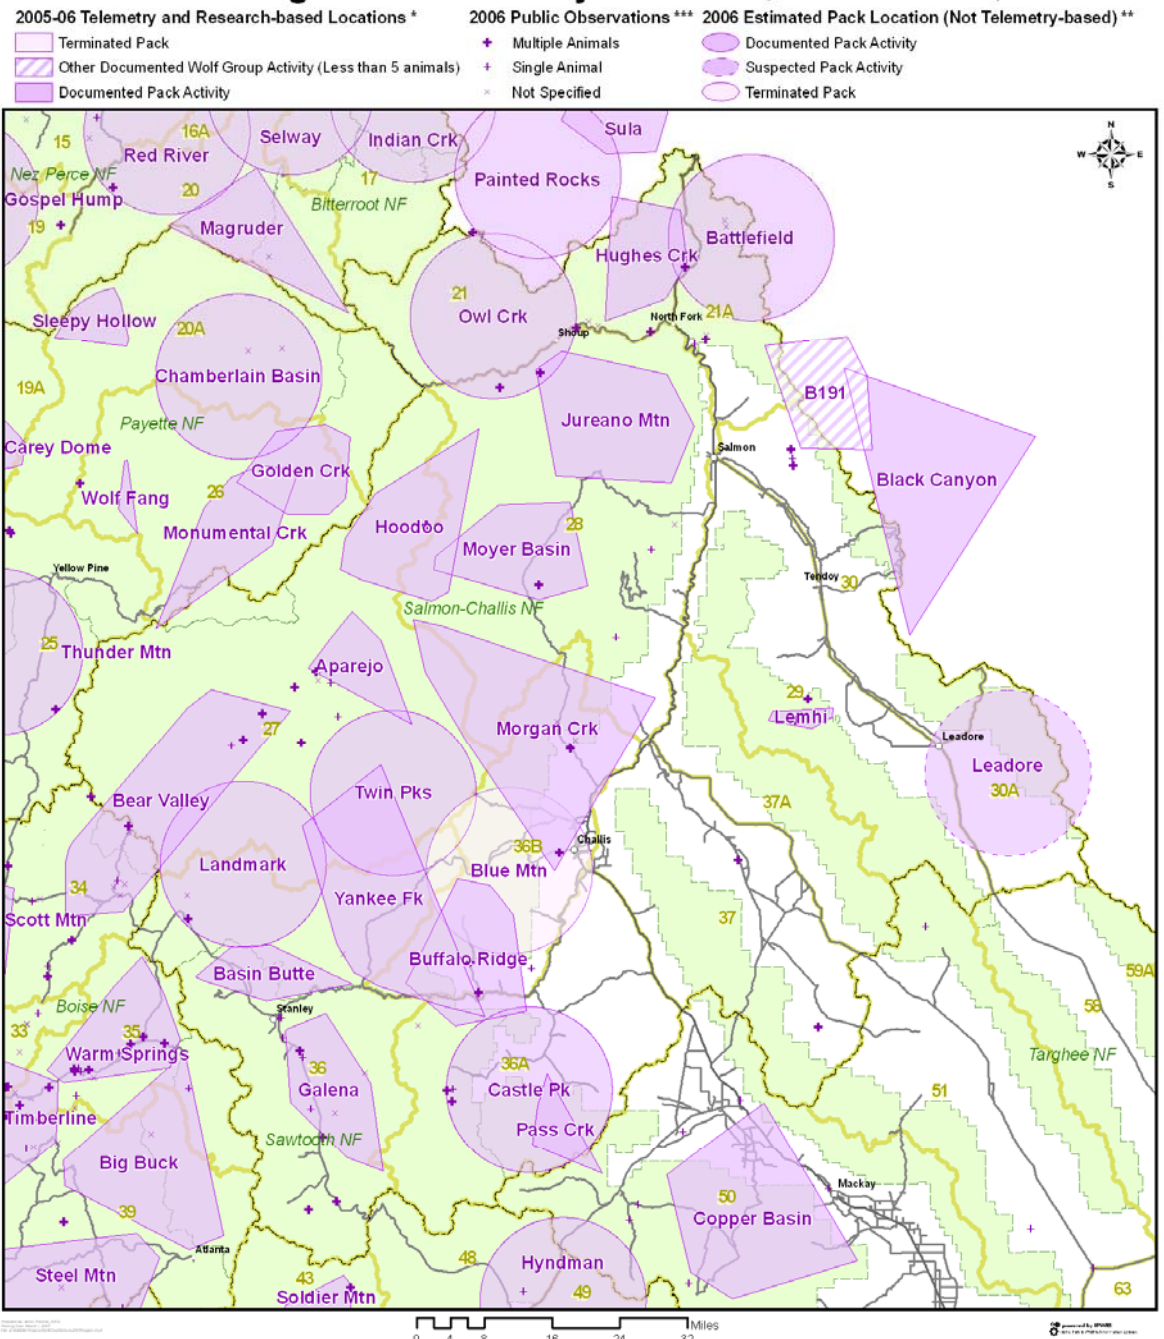 2005-06 Telemetry and Research-based Locations *
Terminated Pack
Other Documented Wolf Group Activity (Less than 5 animals)
Documented Pack Activity
2006 Public Observations ***
Multiple Animals
Single Animal
Not Specified
2006 Estimated Pack Location (Not Telemetry-based) **
Documented Pack Activity
Suspected Pack Activity
Terminated Pack
15
16A
Selway
Indian Crk
Sula
N
W E
S
Red River
Nez Perce NF
20
17
Painted Rocks
Gospel Hump
Bitterroot NF
19
Magruder
Battlefield
Hughes Crk
21
Owl Crk
21A
North Fork
Shoup
Sleepy Hollow
20A
Chamberlain Basin
19A
B191
Jureano Mtn
Payette NF
Carey Dome
Salmon
Golden Crk
Black Canyon
Wolf Fang
26
Monumental Crk
Hoodoo
28
Moyer Basin
Yellow Pine
Tendoy
30
Salmon-Challis NF
25
Thunder Mtn
Aparejo
29
Lemhi
27
Morgan Crk
Leadore
Leadore
30A
Bear Valley
Twin Pks
37A
36B
Challis
Landmark
Blue Mtn
34
Yankee Fk
Scott Mtn
37
Buffalo Ridge
Basin Butte
59A
Boise NF
Stanley
58
33
35
Warm Springs
Targhee NF
36
Galena
36A
Castle Pk
51
Timberline
Pass Crk
Sawtooth NF
Big Buck
Mackay
39
50
Copper Basin
Atlanta
48
Hyndman
Steel Mtn
43
Soldier Mtn
49
63
0 4 8 16 24 32
Miles